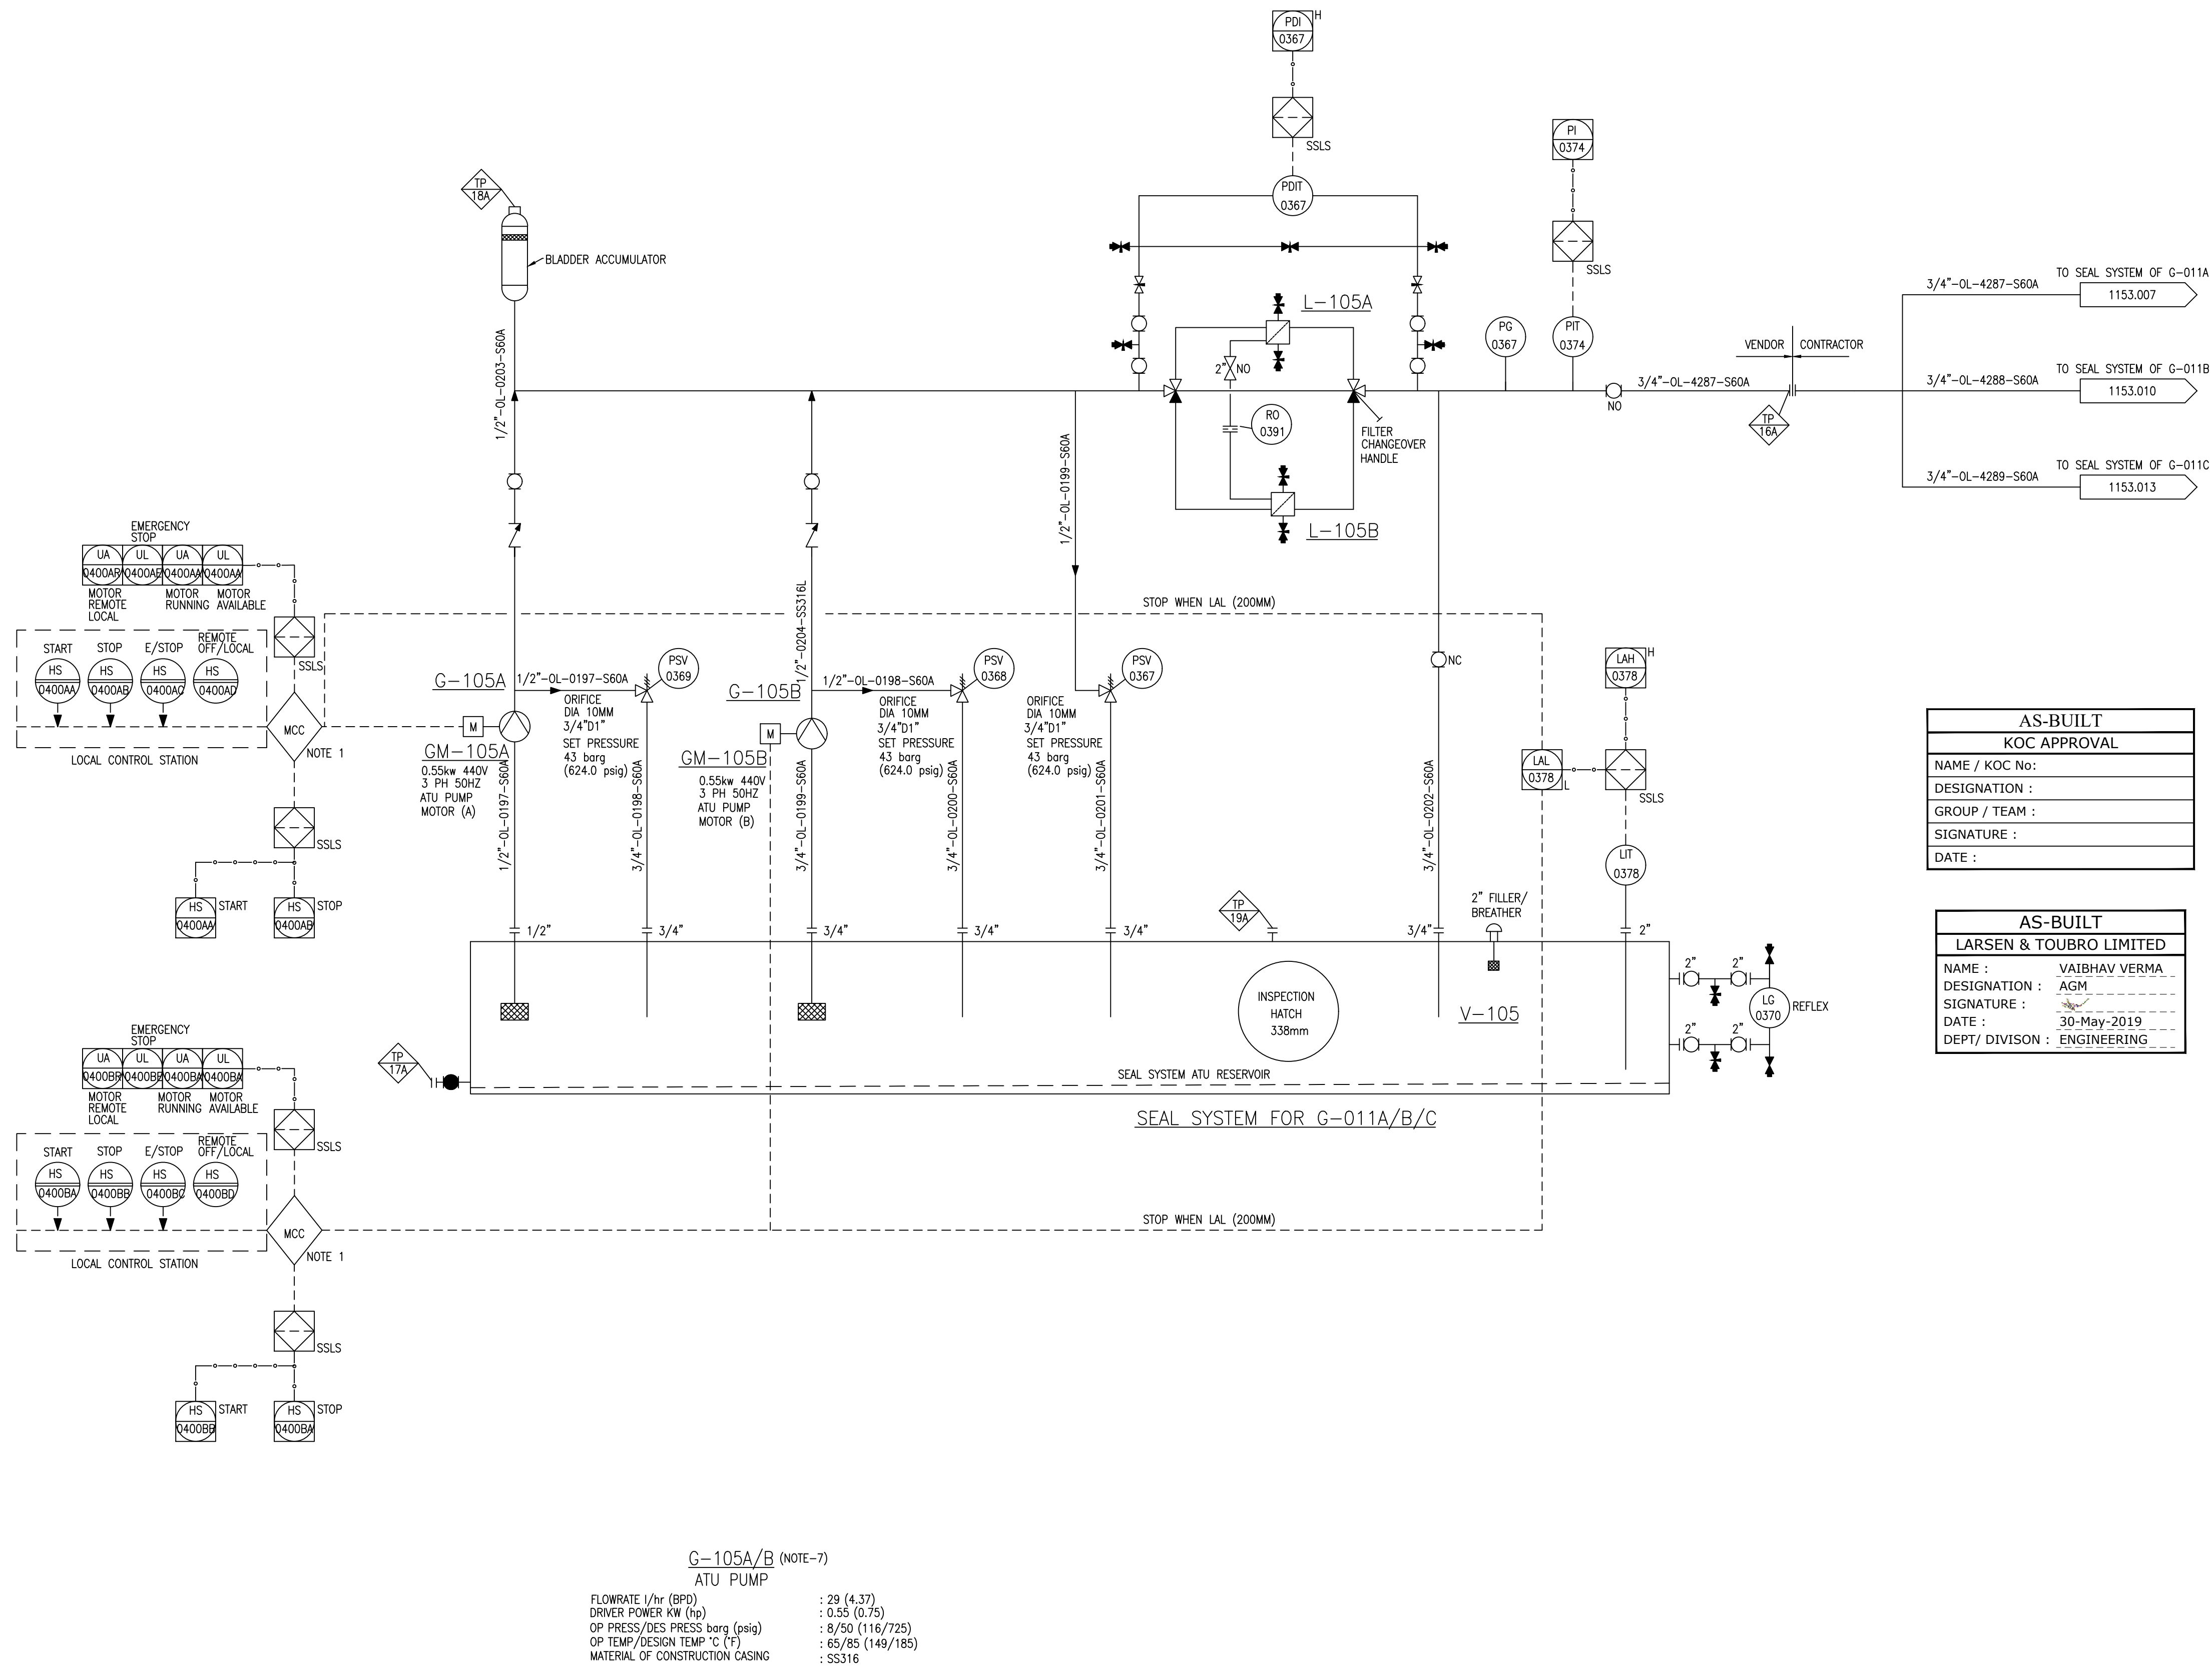 PDI
0367
H
SSLS
PDIT
0367
PI
0374
SSLS
PIT
0374
PG
0367
TP
18A
BLADDER ACCUMULATOR
1/2"-OL-0203-S60A
L-105A
2" NO
RO
0391
FILTER
CHANGEOVER
HANDLE
L-105B
NO
3/4"-OL-4287-S60A
VENDOR
CONTRACTOR
TP
16A
3/4"-OL-4287-S60A
TO SEAL SYSTEM OF G-011A
1153.007
3/4"-OL-4288-S60A
TO SEAL SYSTEM OF G-011B
1153.010
3/4"-OL-4289-S60A
TO SEAL SYSTEM OF G-011C
1153.013
1/2"-OL-0199-S60A
EMERGENCY
STOP
UA
0400AR
UL
0400AE
UA
0400AA
UL
0400AA
MOTOR
REMOTE
LOCAL
MOTOR
RUNNING
MOTOR
AVAILABLE
SSLS
START
STOP
E/STOP
REMOTE
OFF/LOCAL
HS
0400AA
HS
0400AB
HS
0400AC
HS
0400AD
LOCAL CONTROL STATION
MCC
NOTE 1
SSLS
HS
0400AA
START
HS
0400AB
STOP
STOP WHEN LAL (200MM)
G-105A
1/2"-OL-0197-S60A
PSV
0369
ORIFICE
DIA 10MM
3/4"D1"
SET PRESSURE
43 barg
(624.0 psig)
M
GM-105A
0.55kw 440V
3 PH 50HZ
ATU PUMP
MOTOR (A)
1/2"-OL-0197-S60A
3/4"-OL-0198-S60A
1/2"-0204-SS316L
G-105B
1/2"-OL-0198-S60A
PSV
0368
ORIFICE
DIA 10MM
3/4"D1"
SET PRESSURE
43 barg
(624.0 psig)
M
GM-105B
0.55kw 440V
3 PH 50HZ
ATU PUMP
MOTOR (B)
3/4"-OL-0199-S60A
3/4"-OL-0200-S60A
PSV
0367
ORIFICE
DIA 10MM
3/4"D1"
SET PRESSURE
43 barg
(624.0 psig)
3/4"-OL-0201-S60A
NC
3/4"-OL-0202-S60A
LAH
0378
H
LAL
0378
L
SSLS
LIT
0378
2" FILLER/
BREATHER
TP
19A
1/2"
3/4"
3/4"
3/4"
3/4"
3/4"
2"
INSPECTION
HATCH
338mm
V-105
2"
2"
LG
0370
REFLEX
2"
2"
TP
17A
SEAL SYSTEM ATU RESERVOIR
SEAL SYSTEM FOR G-011A/B/C
EMERGENCY
STOP
UA
0400BR
UL
0400BE
UA
0400BA
UL
0400BA
MOTOR
REMOTE
LOCAL
MOTOR
RUNNING
MOTOR
AVAILABLE
SSLS
START
STOP
E/STOP
REMOTE
OFF/LOCAL
HS
0400BA
HS
0400BB
HS
0400BC
HS
0400BD
LOCAL CONTROL STATION
MCC
NOTE 1
STOP WHEN LAL (200MM)
SSLS
HS
0400BB
START
HS
0400BA
STOP
AS-BUILT
KOC APPROVAL
NAME / KOC No:
DESIGNATION :
GROUP / TEAM :
SIGNATURE :
DATE :
AS-BUILT
LARSEN & TOUBRO LIMITED
NAME : VAIBHAV VERMA
DESIGNATION : AGM
SIGNATURE :
DATE : 30-May-2019
DEPT/ DIVISON : ENGINEERING
G-105A/B (NOTE-7)
ATU PUMP
FLOWRATE l/hr (BPD) : 29 (4.37)
DRIVER POWER KW (hp) : 0.55 (0.75)
OP PRESS/DES PRESS barg (psig) : 8/50 (116/725)
OP TEMP/DESIGN TEMP °C (°F) : 65/85 (149/185)
MATERIAL OF CONSTRUCTION CASING : SS316